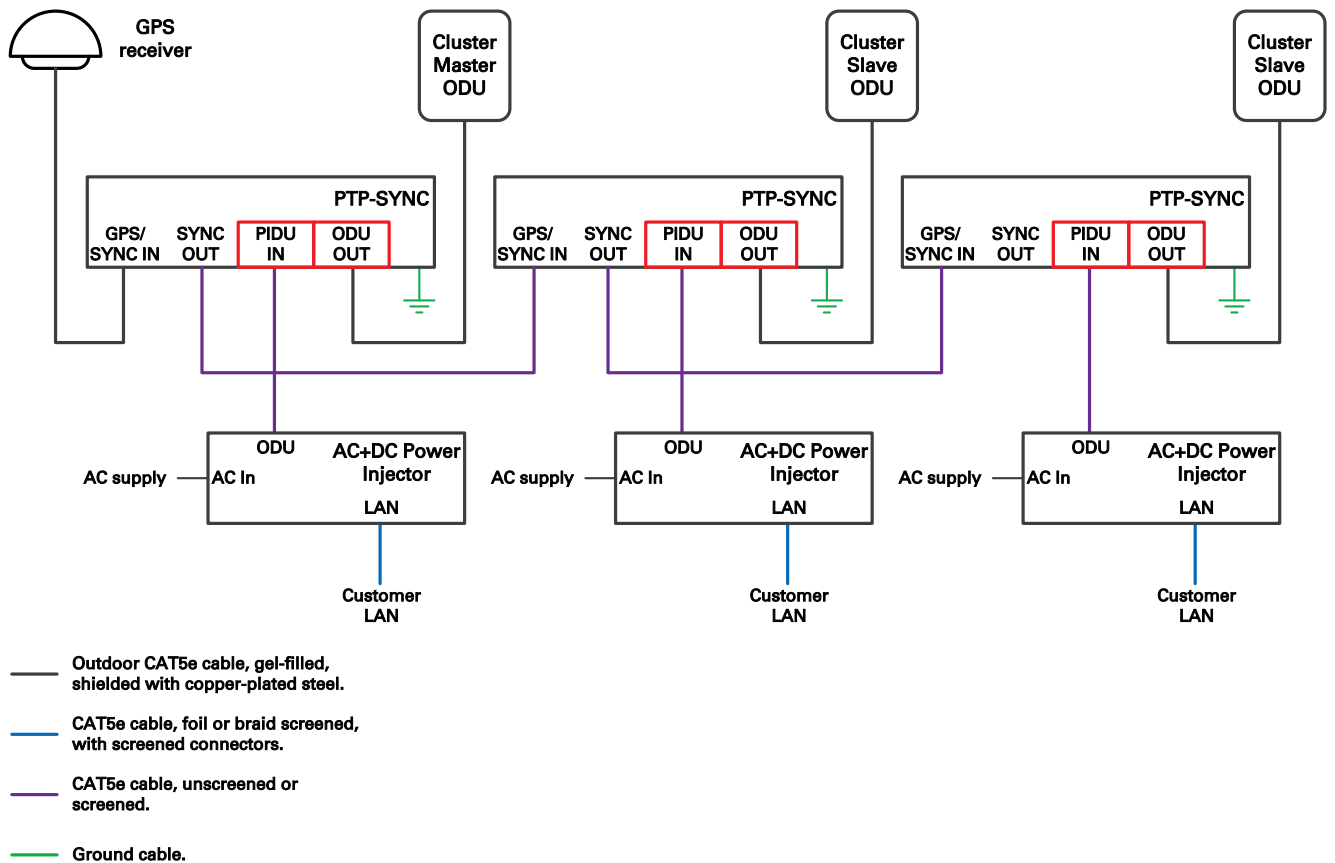 GPS
receiver
Cluster
Master
ODU
Cluster
Slave
ODU
Cluster
Slave
ODU
PTP-SYNC
GPS/
SYNC IN
SYNC
OUT
PIDU
IN
ODU
OUT
PTP-SYNC
GPS/
SYNC IN
SYNC
OUT
PIDU
IN
ODU
OUT
PTP-SYNC
GPS/
SYNC IN
SYNC
OUT
PIDU
IN
ODU
OUT
AC supply
AC In
ODU
AC+DC Power
Injector
LAN
Customer
LAN
AC supply
AC In
ODU
AC+DC Power
Injector
LAN
Customer
LAN
AC supply
AC In
ODU
AC+DC Power
Injector
LAN
Customer
LAN
Outdoor CAT5e cable, gel-filled,
shielded with copper-plated steel.
CAT5e cable, foil or braid screened,
with screened connectors.
CAT5e cable, unscreened or
screened.
Ground cable.